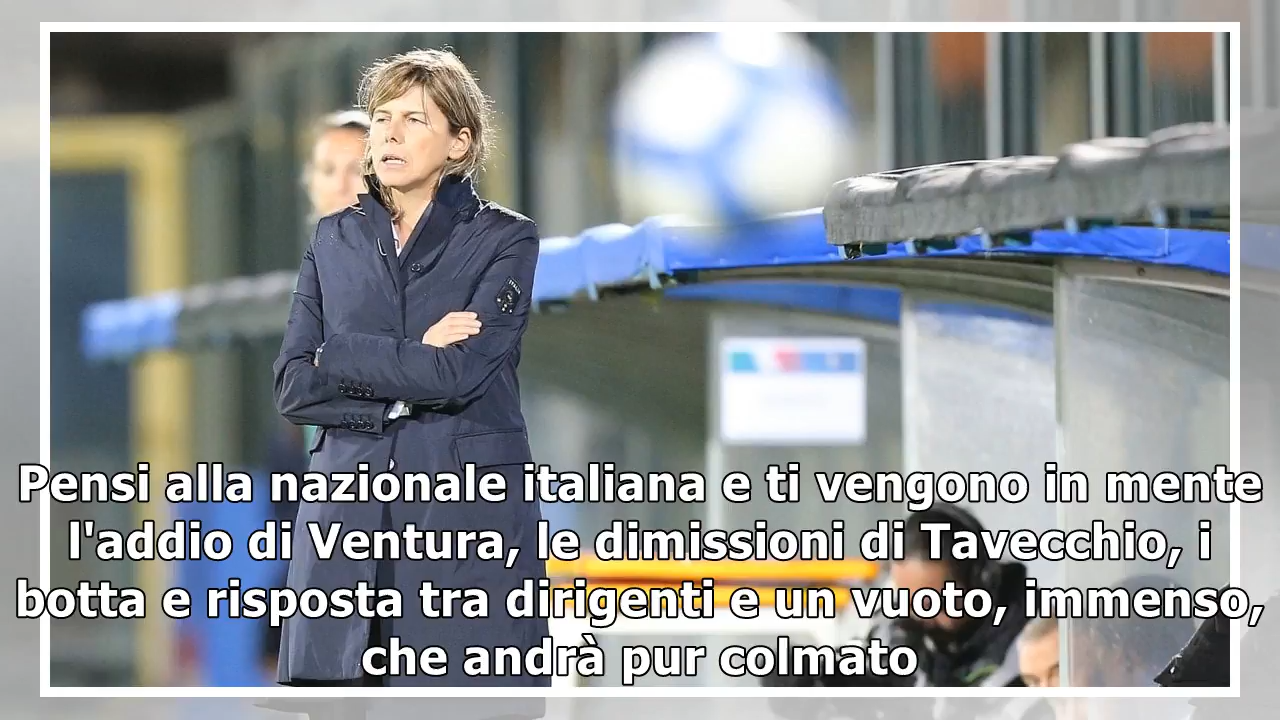 Pensi alla nazionale italiana e ti vengono in mente
l'addio di Ventura, le dimissioni di Tavecchio, i
botta e risposta tra dirigenti e un vuoto, immenso,
che andrà pur colmato